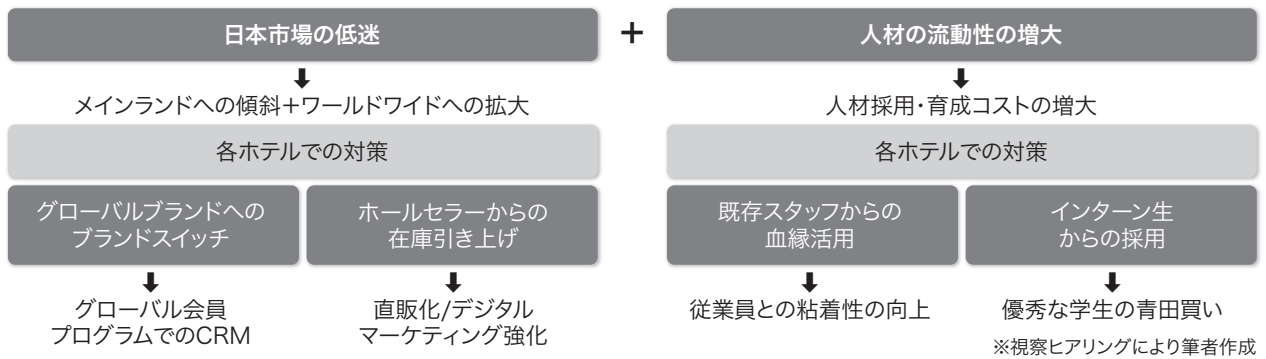 日本市場の低迷
+
人材の流動性の増大
メインランドへの傾斜+ワールドワイドへの拡大
人材採用・育成コストの増大
各ホテルでの対策
各ホテルでの対策
グローバルブランドへの
ブランドスイッチ
ホールセラーからの
在庫引き上げ
既存スタッフからの
血縁活用
インターン生
からの採用
グローバル会員
プログラムでのCRM
直販化/デジタル
マーケティング強化
従業員との粘着性の向上
優秀な学生の青田買い
※視察ヒアリングにより筆者作成